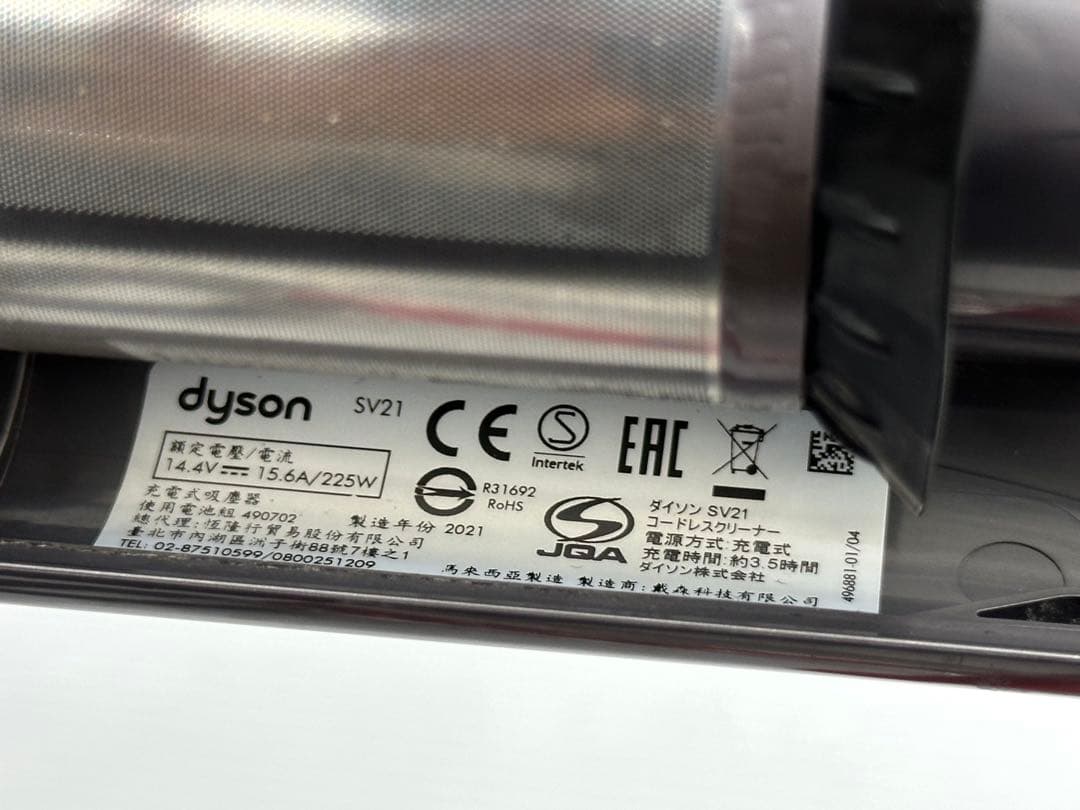 dyson SV21
CE
S
Intertek
EAC
額定電壓/電流
14.4V 15.6A/225W
充電式吸塵器
使用電池組 490702 製造年份 2021
總代理:恆隆行貿易股份有限公司
臺北市內湖區洲子街88號7樓之1
TEL: 02-87510599/0800251209
R31692
RoHS
JQA
ダイソン SV21
コードレスクリーナー
電源方式:充電式
充電時間:約3.5時間
ダイソン株式会社
馬來西亞製造 製造商:戴森科技有限公司
496881-01/04